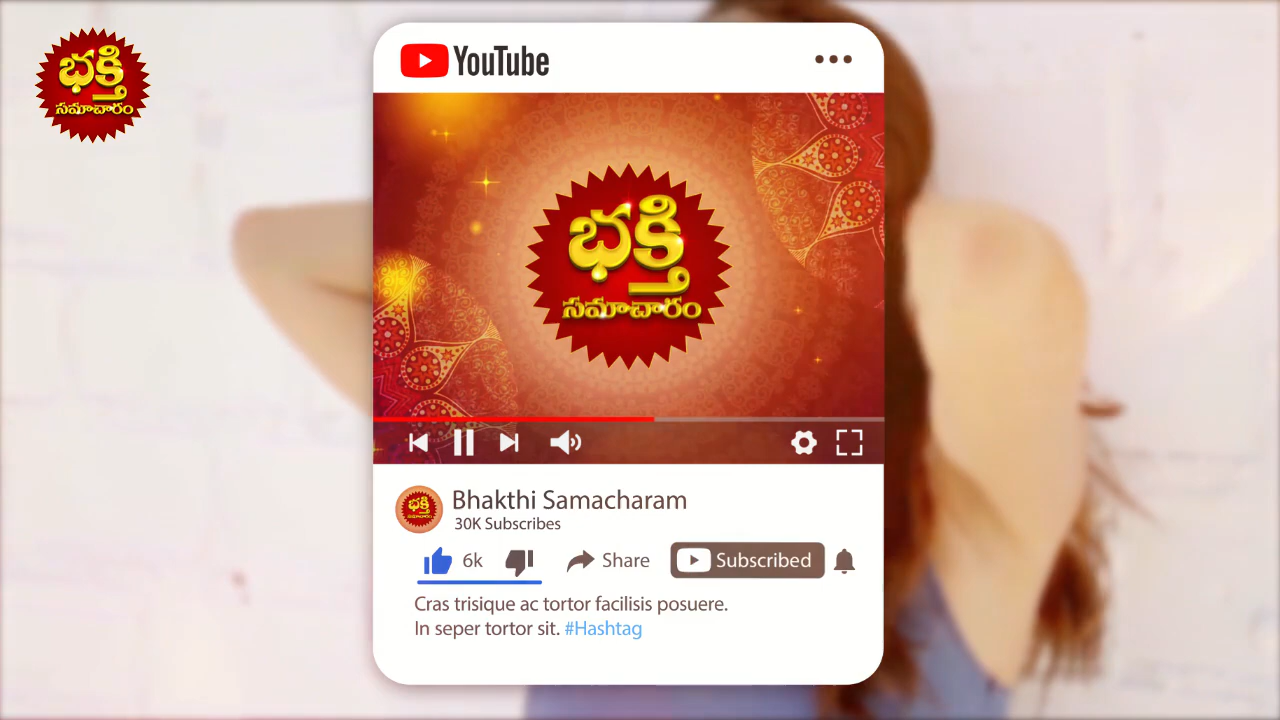 భక్తి
సమాచారం
YouTube
భక్తి
సమాచారం
భక్తి
Bhakthi Samacharam
30K Subscribes
6k Share Subscribed
Cras trisique ac tortor facilisis posuere.
In seper tortor sit. #Hashtag